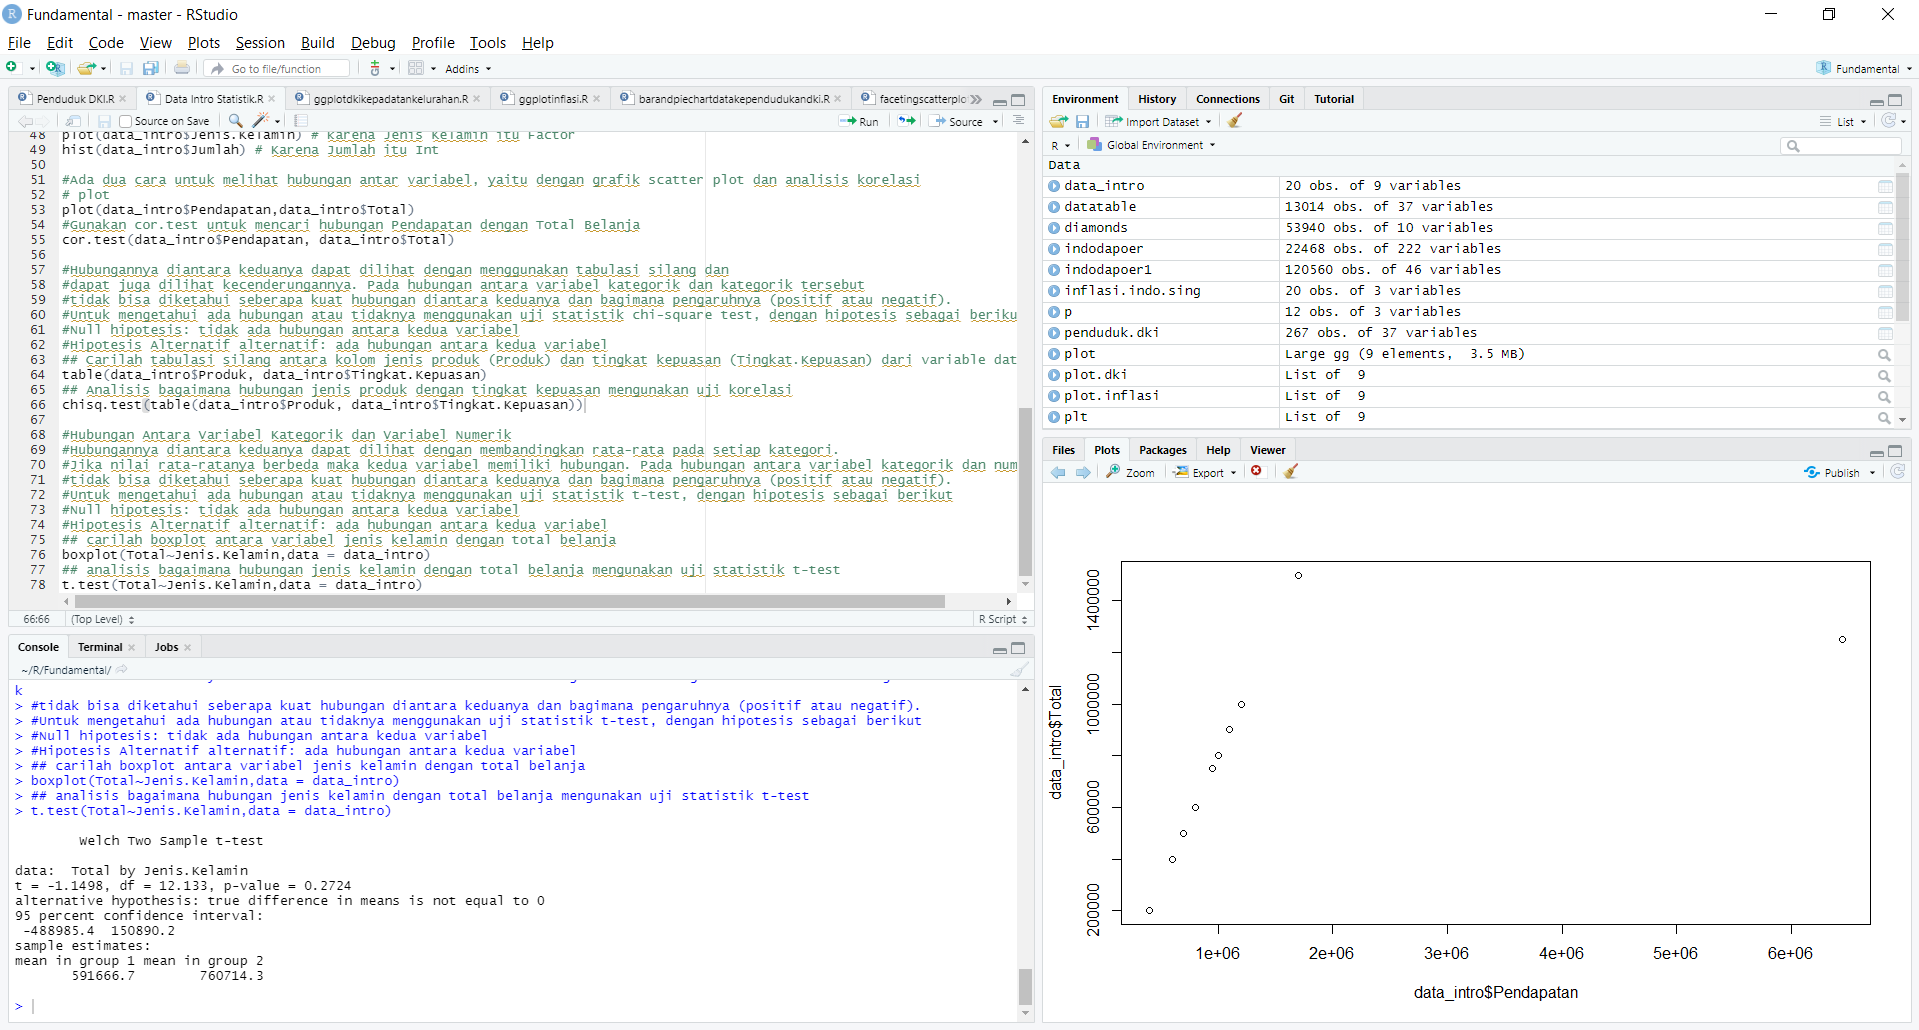 Fundamental - master - RStudio
File Edit Code View Plots Session Build Debug Profile Tools Help
Go to file/function Addins Fundamental
Penduduk DKI.R Data Intro Statistik.R ggplotdkikepadatankelurahan.R ggplotinflasi.R barandpiechartdatakependudukandki.R facetingscatterplo
Source on Save Run Source
48 plot(data_intro$Jenis.Kelamin) # karena Jenis Kelamin itu Factor
49 hist(data_intro$Jumlah) # Karena Jumlah itu Int
50
51 #Ada dua cara untuk melihat hubungan antar variabel, yaitu dengan grafik scatter plot dan analisis korelasi
52 # plot
53 plot(data_intro$Pendapatan,data_intro$Total)
54 #Gunakan cor.test untuk mencari hubungan Pendapatan dengan Total Belanja
55 cor.test(data_intro$Pendapatan, data_intro$Total)
56
57 #Hubungannya diantara keduanya dapat dilihat dengan menggunakan tabulasi silang dan
58 #dapat juga dilihat kecenderungannya. Pada hubungan antara variabel kategorik dan kategorik tersebut
59 #tidak bisa diketahui seberapa kuat hubungan diantara keduanya dan bagimana pengaruhnya (positif atau negatif).
60 #Untuk mengetahui ada hubungan atau tidaknya menggunakan uji statistik chi-square test, dengan hipotesis sebagai beriku
61 #Null hipotesis: tidak ada hubungan antara kedua variabel
62 #Hipotesis Alternatif alternatif: ada hubungan antara kedua variabel
63 ## Carilah tabulasi silang antara kolom jenis produk (Produk) dan tingkat kepuasan (Tingkat.Kepuasan) dari variable dat
64 table(data_intro$Produk, data_intro$Tingkat.Kepuasan)
65 ## Analisis bagaimana hubungan jenis produk dengan tingkat kepuasan mengunakan uji korelasi
66 chisq.test(table(data_intro$Produk, data_intro$Tingkat.Kepuasan))
67
68 #Hubungan Antara Variabel Kategorik dan Variabel Numerik
69 #Hubungannya diantara keduanya dapat dilihat dengan membandingkan rata-rata pada setiap kategori.
70 #Jika nilai rata-ratanya berbeda maka kedua variabel memiliki hubungan. Pada hubungan antara variabel kategorik dan num
71 #tidak bisa diketahui seberapa kuat hubungan diantara keduanya dan bagimana pengaruhnya (positif atau negatif).
72 #Untuk mengetahui ada hubungan atau tidaknya menggunakan uji statistik t-test, dengan hipotesis sebagai berikut
73 #Null hipotesis: tidak ada hubungan antara kedua variabel
74 #Hipotesis Alternatif alternatif: ada hubungan antara kedua variabel
75 ## carilah boxplot antara variabel jenis kelamin dengan total belanja
76 boxplot(Total~Jenis.Kelamin,data = data_intro)
77 ## analisis bagaimana hubungan jenis kelamin dengan total belanja mengunakan uji statistik t-test
78 t.test(Total~Jenis.Kelamin,data = data_intro)
66:66 (Top Level) R Script
Console Terminal Jobs
~/R/Fundamental/
k
> #tidak bisa diketahui seberapa kuat hubungan diantara keduanya dan bagimana pengaruhnya (positif atau negatif).
> #Untuk mengetahui ada hubungan atau tidaknya menggunakan uji statistik t-test, dengan hipotesis sebagai berikut
> #Null hipotesis: tidak ada hubungan antara kedua variabel
> #Hipotesis Alternatif alternatif: ada hubungan antara kedua variabel
> ## carilah boxplot antara variabel jenis kelamin dengan total belanja
> boxplot(Total~Jenis.Kelamin,data = data_intro)
> ## analisis bagaimana hubungan jenis kelamin dengan total belanja mengunakan uji statistik t-test
> t.test(Total~Jenis.Kelamin,data = data_intro)
Welch Two Sample t-test
data: Total by Jenis.Kelamin
t = -1.1498, df = 12.133, p-value = 0.2724
alternative hypothesis: true difference in means is not equal to 0
95 percent confidence interval:
-488985.4 150890.2
sample estimates:
mean in group 1 mean in group 2
591666.7 760714.3
>
Environment History Connections Git Tutorial
Import Dataset List
R Global Environment
Data
data_intro 20 obs. of 9 variables
datatable 13014 obs. of 37 variables
diamonds 53940 obs. of 10 variables
indodapoer 22468 obs. of 222 variables
indodapoer1 120560 obs. of 46 variables
inflasi.indo.sing 20 obs. of 3 variables
p 12 obs. of 3 variables
penduduk.dki 267 obs. of 37 variables
plot Large gg (9 elements, 3.5 MB)
plot.dki List of 9
plot.inflasi List of 9
plt List of 9
Files Plots Packages Help Viewer
Zoom Export Publish
data_intro$Total
1400000
1000000
600000
200000
1e+06 2e+06 3e+06 4e+06 5e+06 6e+06
data_intro$Pendapatan